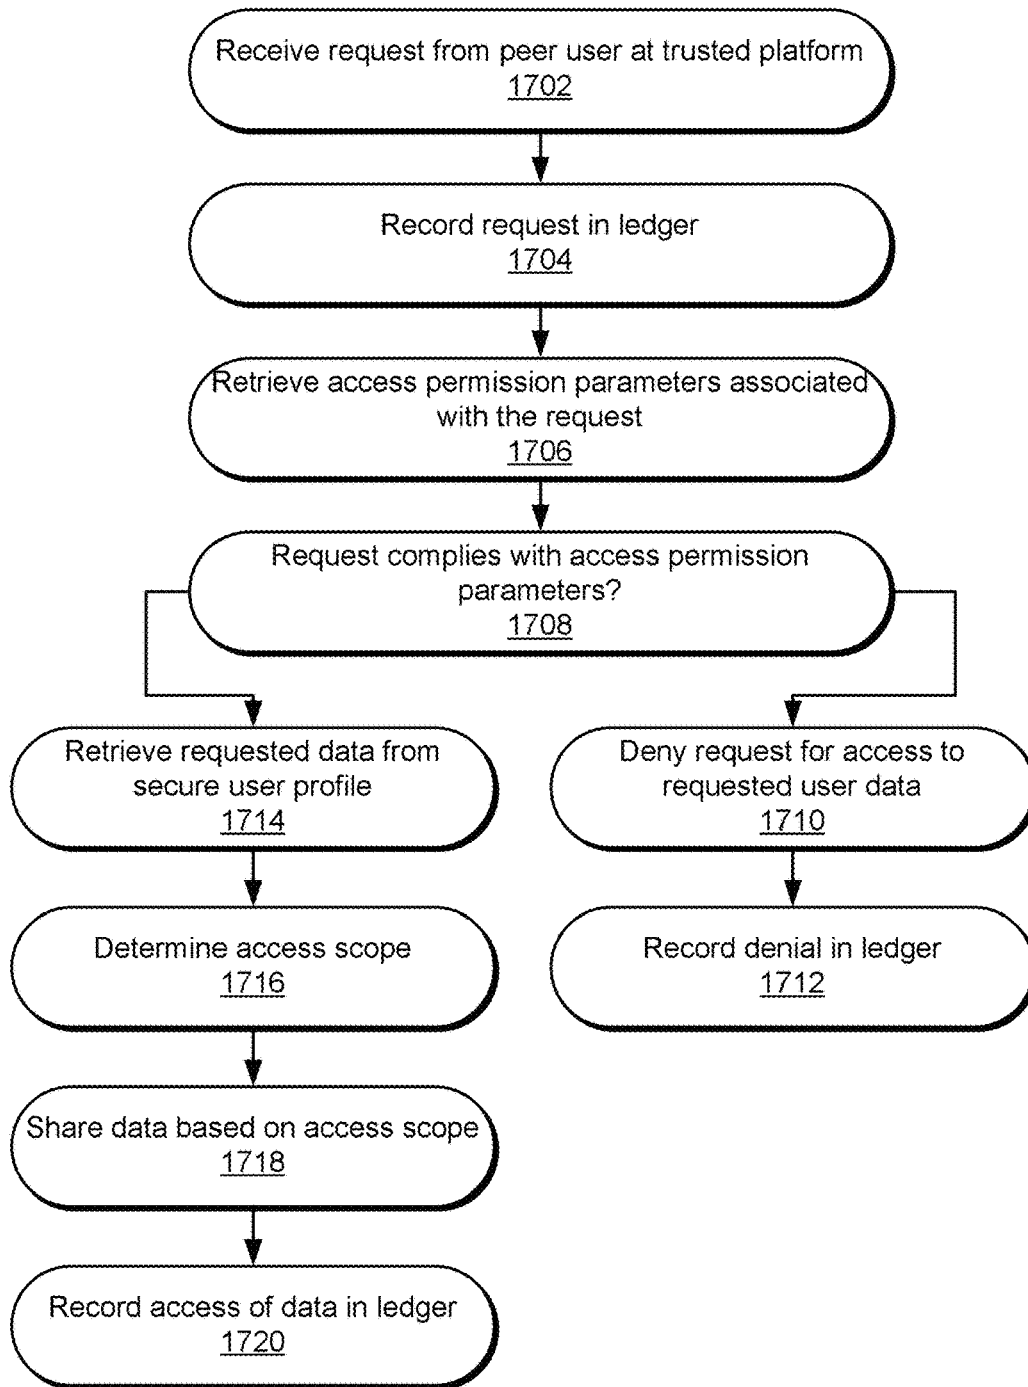 Receive request from peer user at trusted platform
1702
Record request in ledger
1704
Retrieve access permission parameters associated
with the request
1706
Request complies with access permission
parameters?
1708
Retrieve requested data from
secure user profile
1714
Deny request for access to
requested user data
1710
Determine access scope
1716
Record denial in ledger
1712
Share data based on access scope
1718
Record access of data in ledger
1720